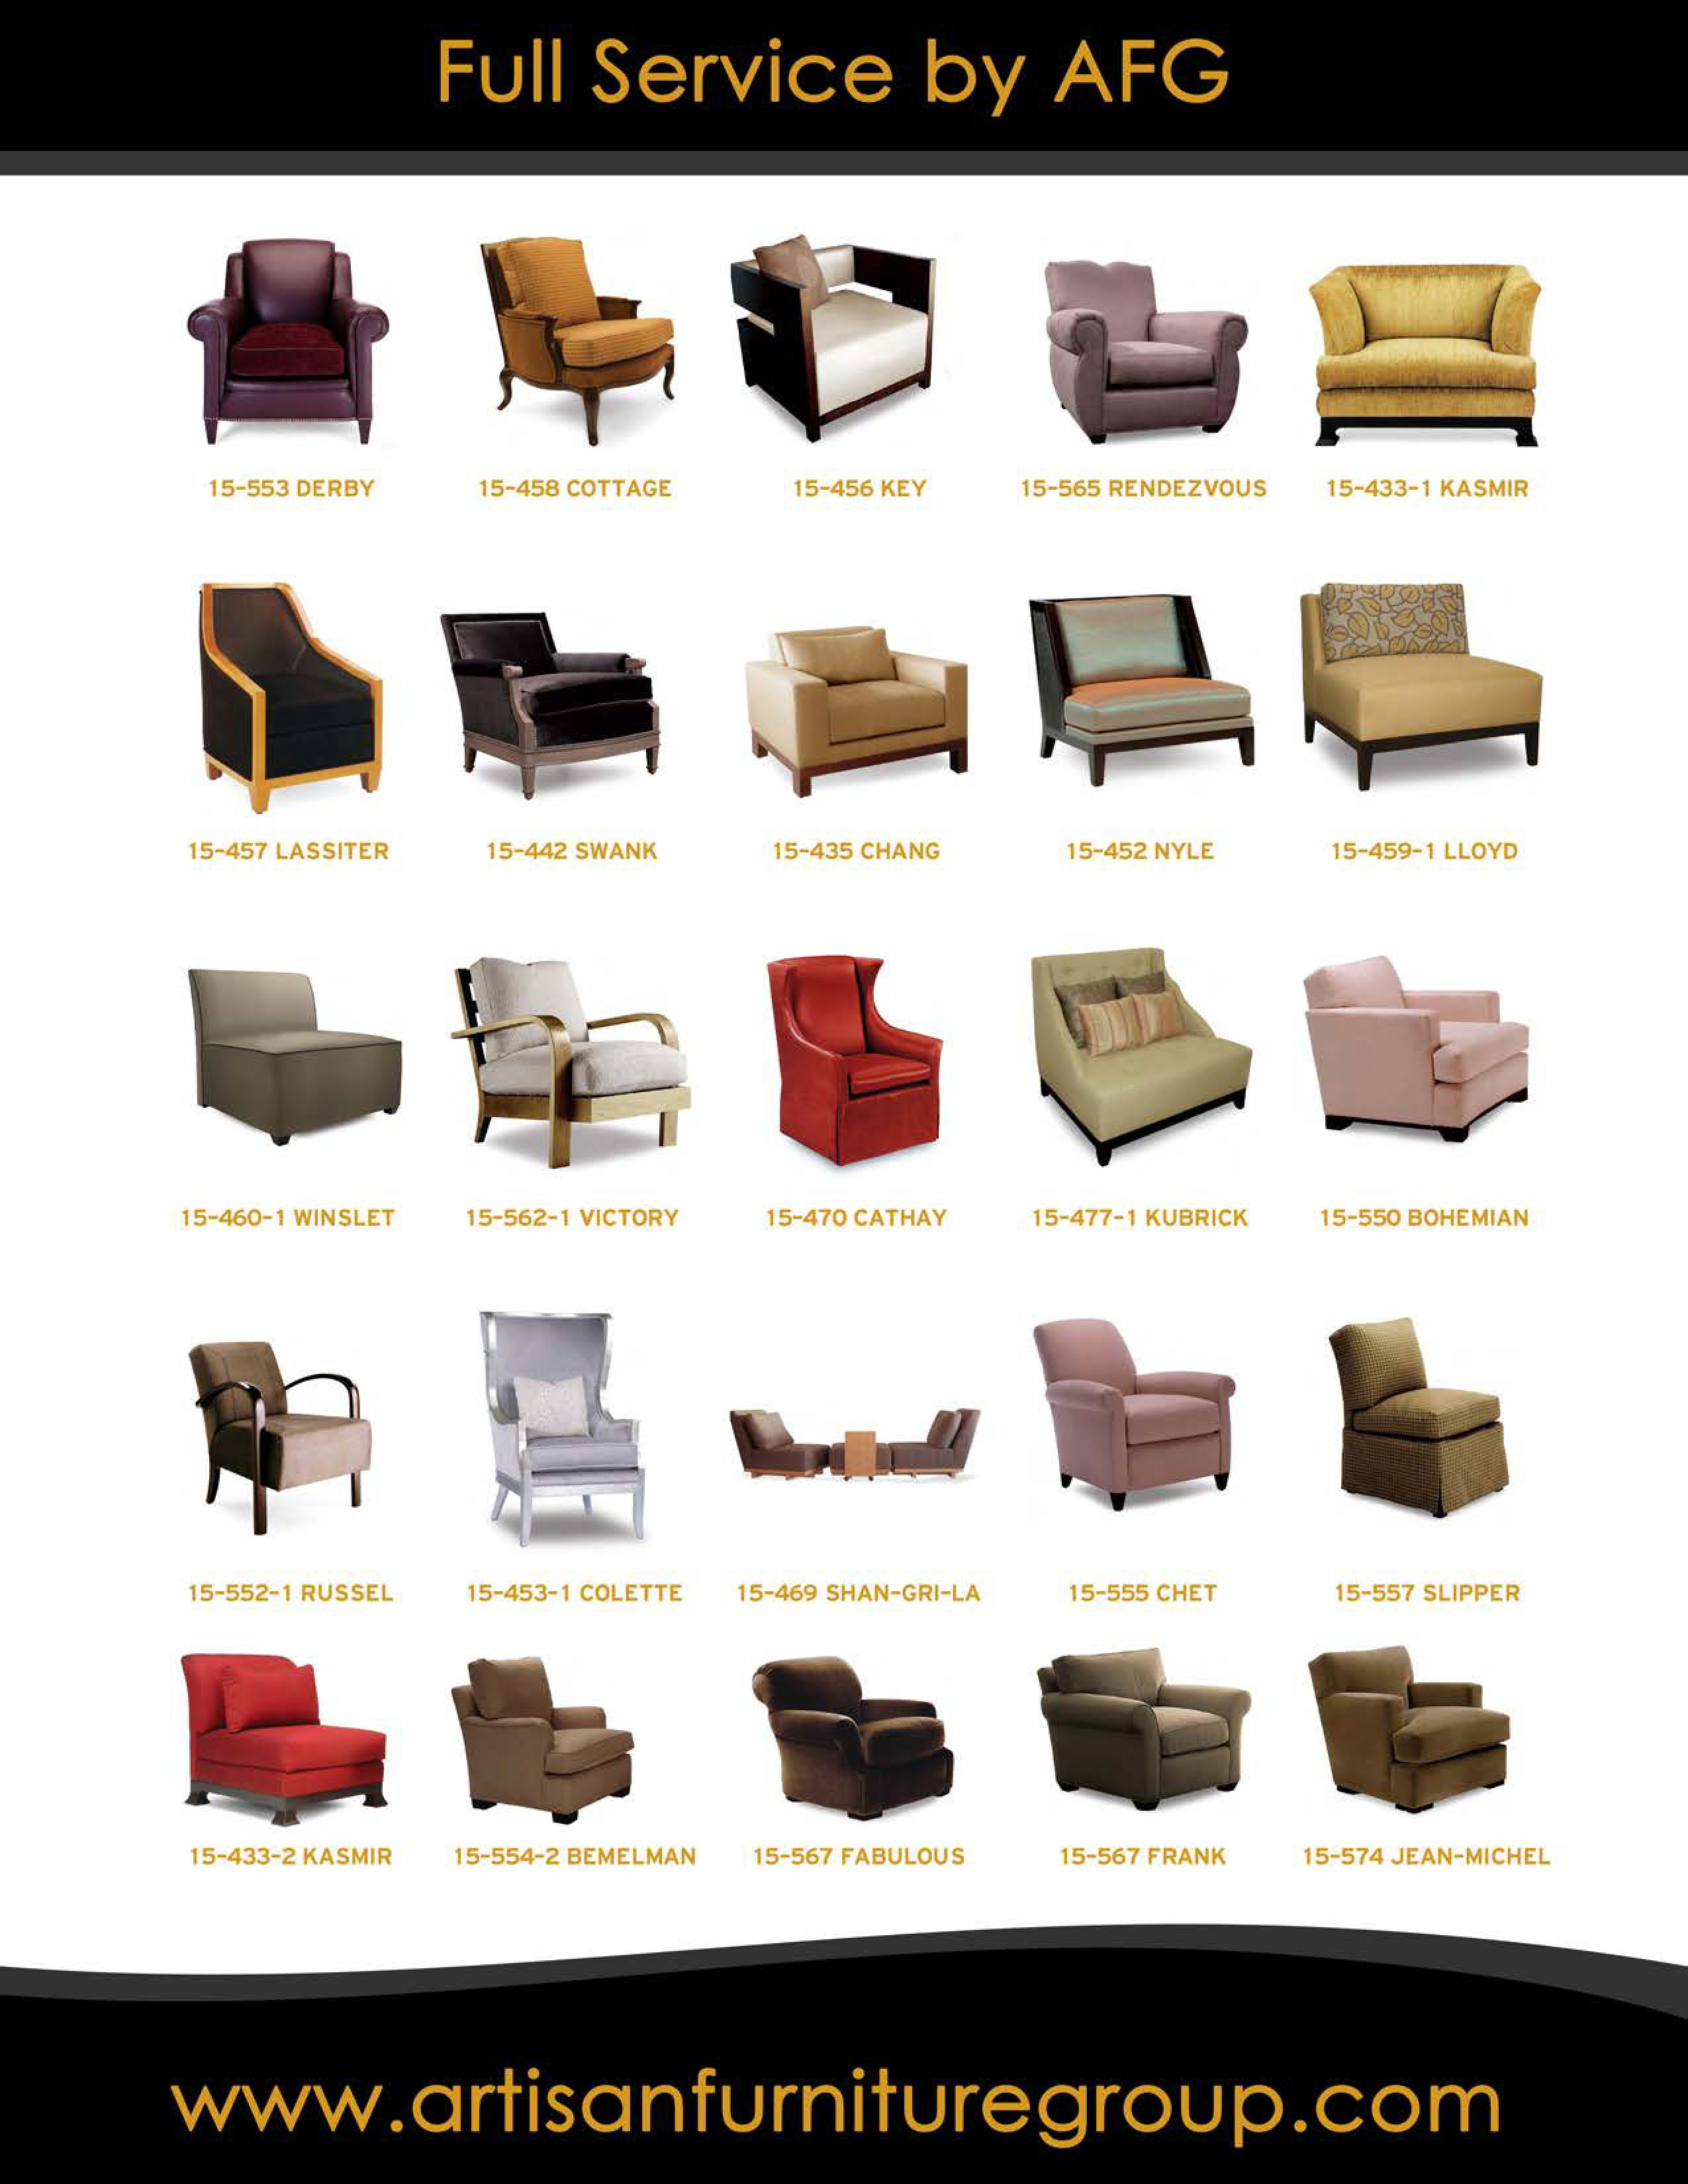 Full Service by AFG
15-553 DERBY
15-458 COTTAGE
15-456 KEY
15-565 RENDEZVOUS
15-433-1 KASMIR
15-457 LASSITER
15-442 SWANK
15-435 CHANG
15-452 NYLE
15-459-1 LLOYD
15-460-1 WINSLET
15-562-1 VICTORY
15-470 CATHAY
15-477-1 KUBRICK
15-550 BOHEMIAN
15-552-1 RUSSEL
15-453-1 COLETTE
15-469 SHAN-GRI-LA
15-555 CHET
15-557 SLIPPER
15-433-2 KASMIR
15-554-2 BEMELMAN
15-567 FABULOUS
15-567 FRANK
15-574 JEAN-MICHEL
www.artisanfurnituregroup.com